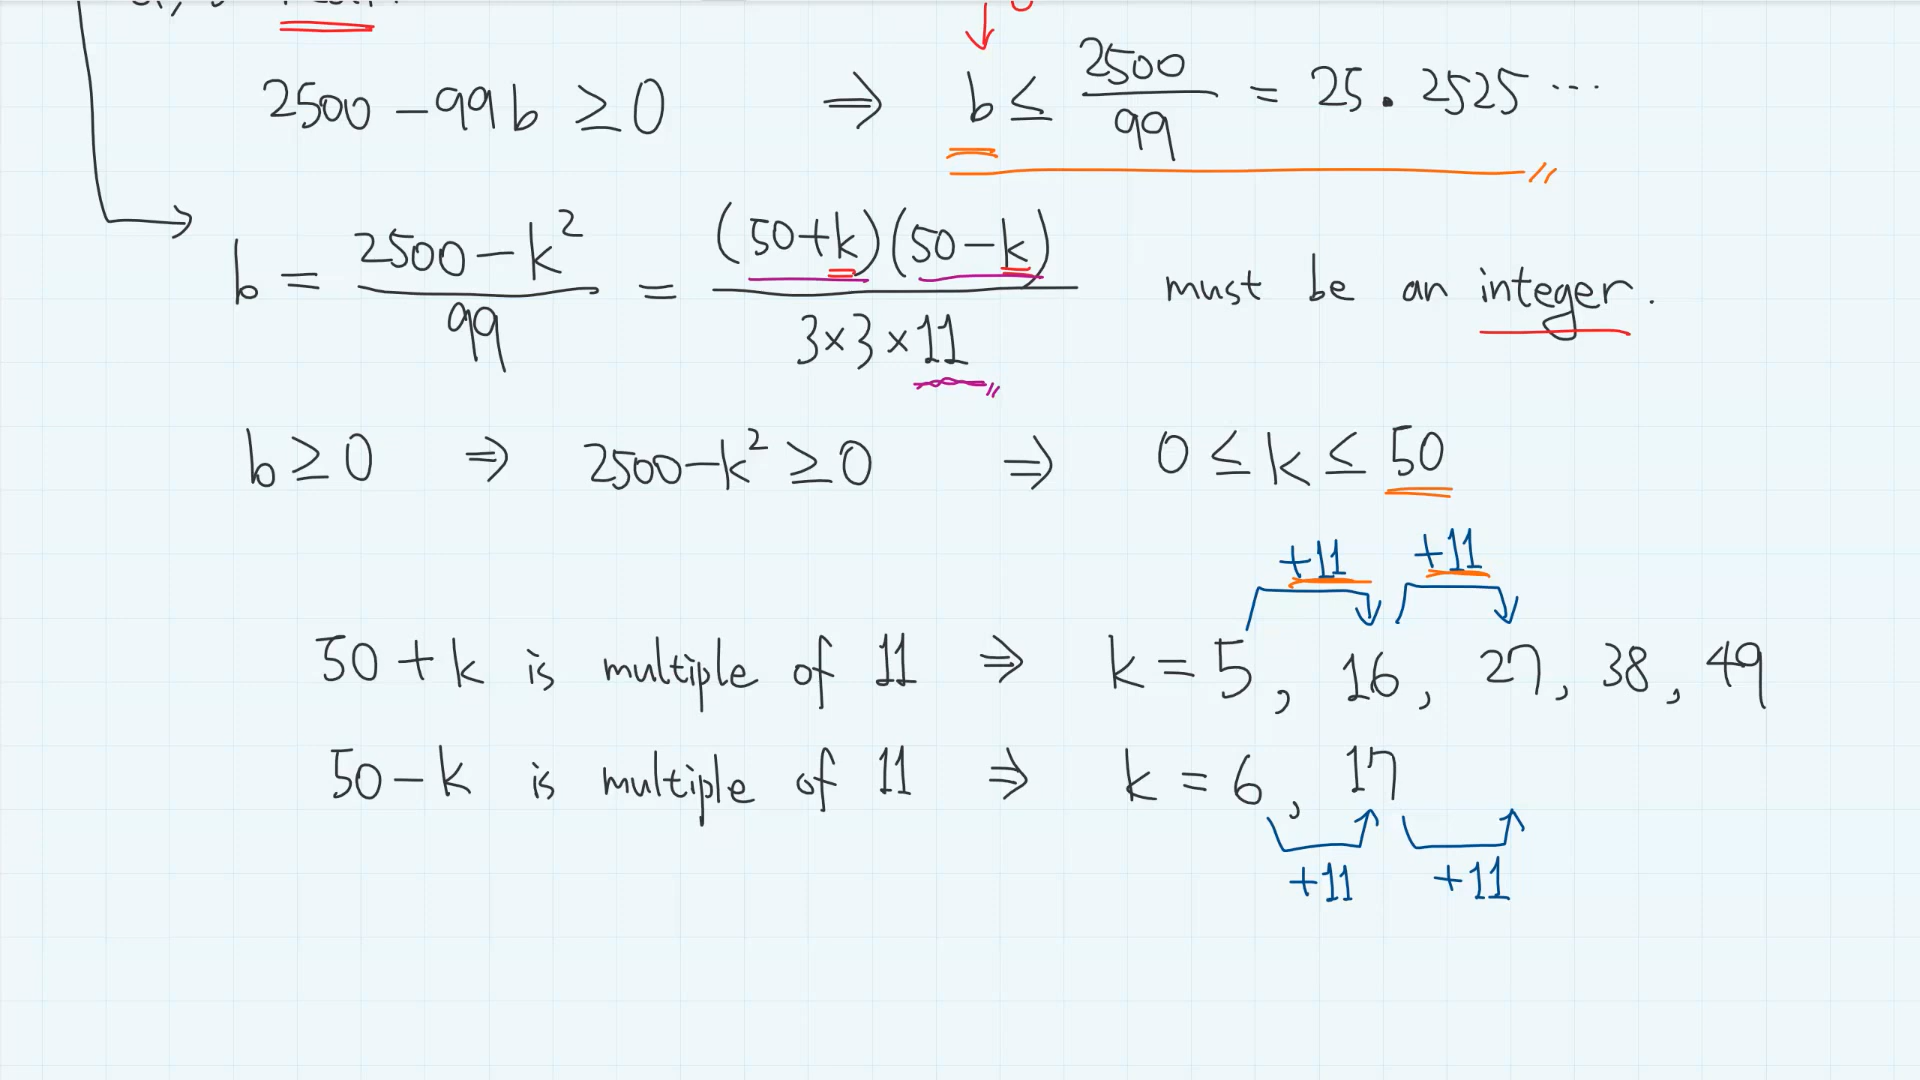 2500 - 99b ≥ 0 ⇒ b ≤ 2500/99 = 25.2525 ...
b = (2500 - k²)/99 = (50+k)(50-k)/(3×3×11) must be an integer.
b ≥ 0 ⇒ 2500 - k² ≥ 0 ⇒ 0 ≤ k ≤ 50
+11 +11
50 + k is multiple of 11 ⇒ k = 5, 16, 27, 38, 49
50 - k is multiple of 11 ⇒ k = 6, 17
+11 +11